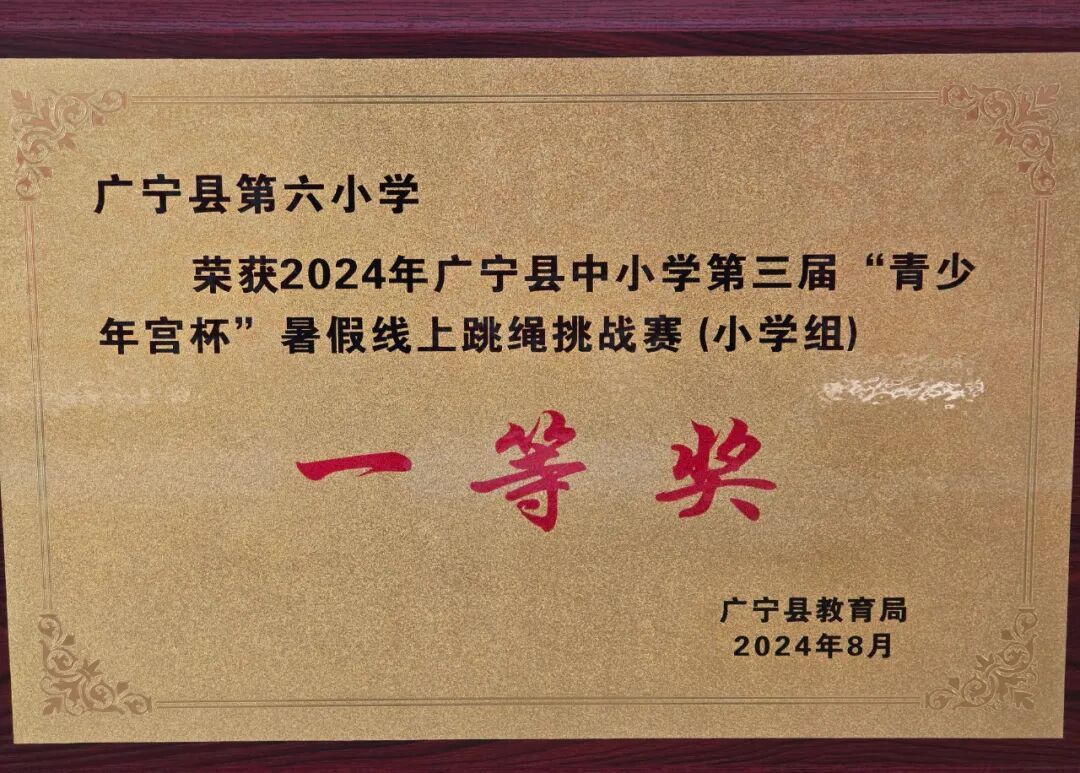 广宁县第六小学
荣获2024年广宁县中小学第三届“青少
年宫杯”暑假线上跳绳挑战赲(小学组)
一等奖
广宁县教育局
2024年8月